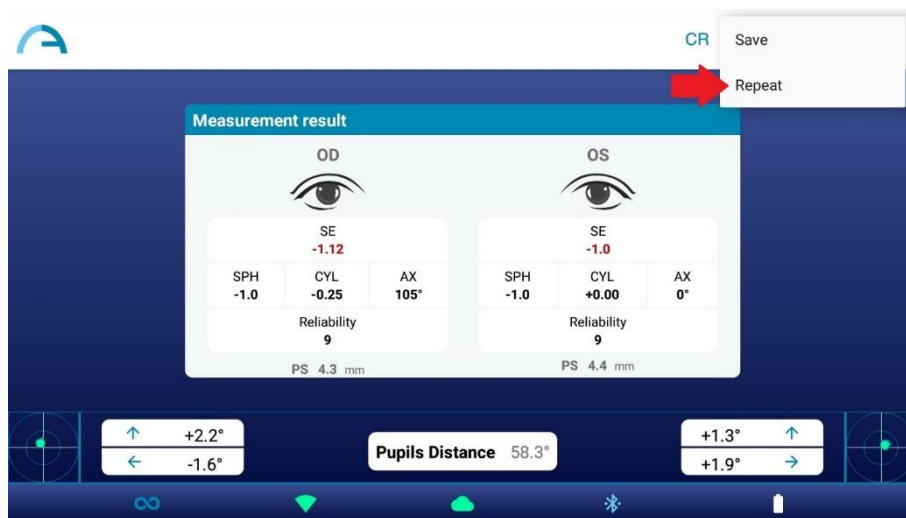 CR
Save
Repeat
Measurement result
OD
OS
SE
-1.12
SE
-1.0
SPH
-1.0
CYL
-0.25
AX
105°
SPH
-1.0
CYL
+0.00
AX
0°
Reliability
9
Reliability
9
PS 4.3 mm
PS 4.4 mm
↑ +2.2°
← -1.6°
Pupils Distance 58.3°
+1.3° ↑
+1.9° →